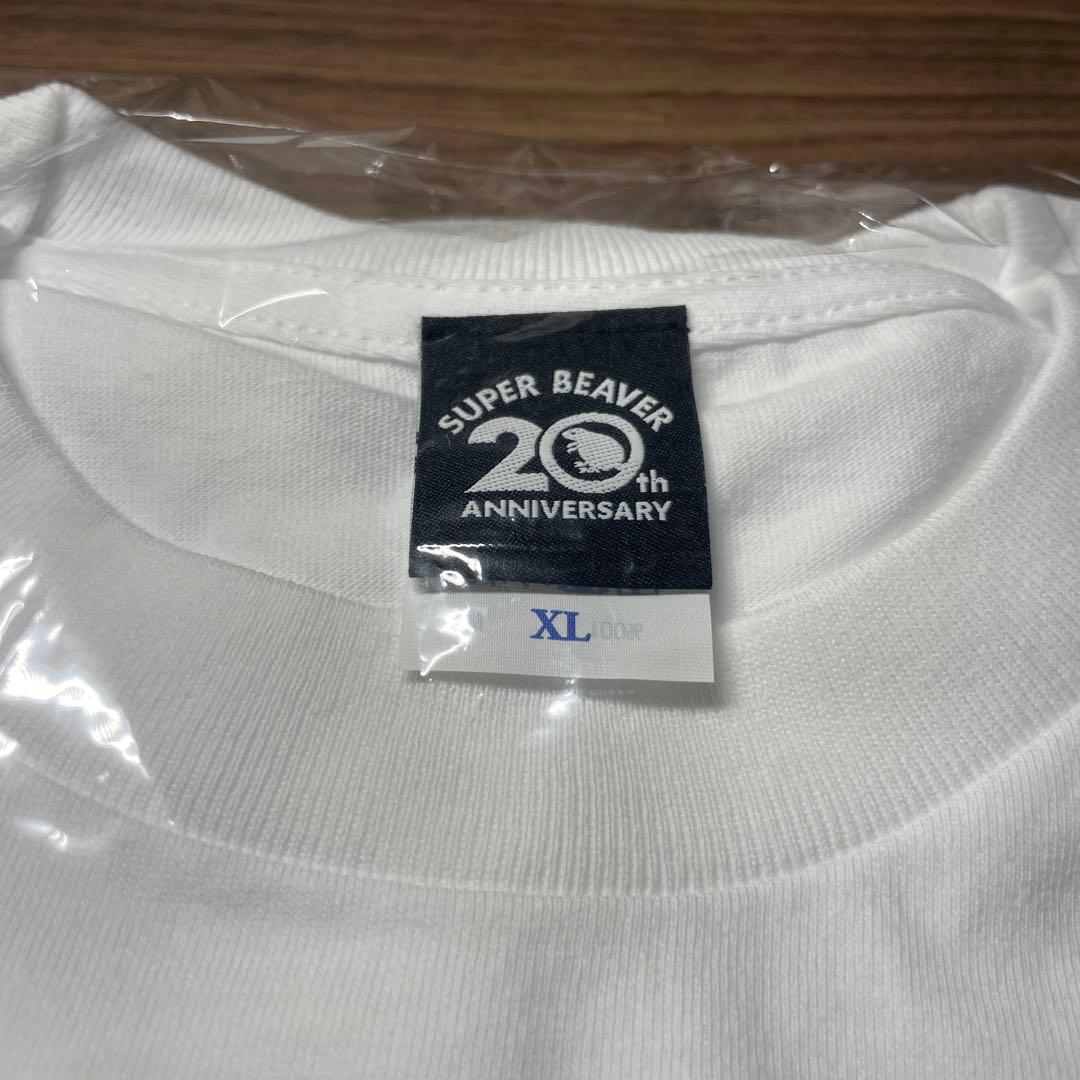 SUPER BEAVER
20th
ANNIVERSARY
XL